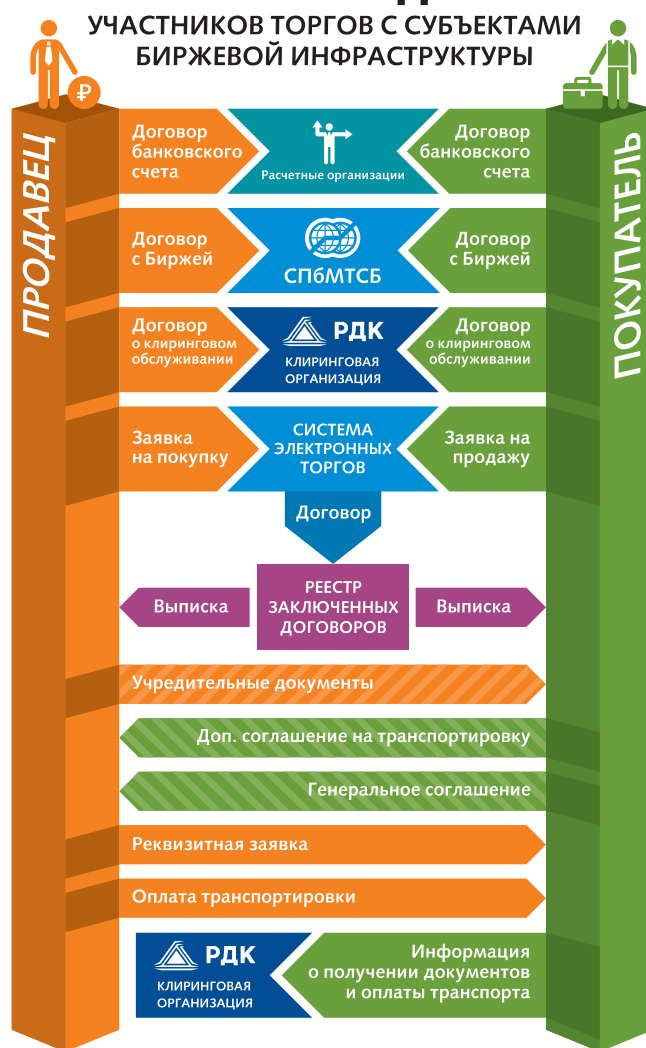 УЧАСТНИКОВ ТОРГОВ С СУБЪЕКТАМИ
БИРЖЕВОЙ ИНФРАСТРУКТУРЫ
₽
ПРОДАВЕЦ
ПОКУПАТЕЛЬ
Договор
банковского
счета
Расчетные организации
Договор
банковского
счета
Договор
с Биржей
СПбМТСБ
Договор
с Биржей
Договор
о клиринговом
обслуживании
РДК
КЛИРИНГОВАЯ
ОРГАНИЗАЦИЯ
Договор
о клиринговом
обслуживании
Заявка
на покупку
СИСТЕМА
ЭЛЕКТРОННЫХ
ТОРГОВ
Заявка на
продажу
Договор
Выписка
РЕЕСТР
ЗАКЛЮЧЕННЫХ
ДОГОВОРОВ
Выписка
Учредительные документы
Доп. соглашение на транспортировку
Генеральное соглашение
Реквизитная заявка
Оплата транспортировки
РДК
КЛИРИНГОВАЯ
ОРГАНИЗАЦИЯ
Информация
о получении документов
и оплаты транспорта